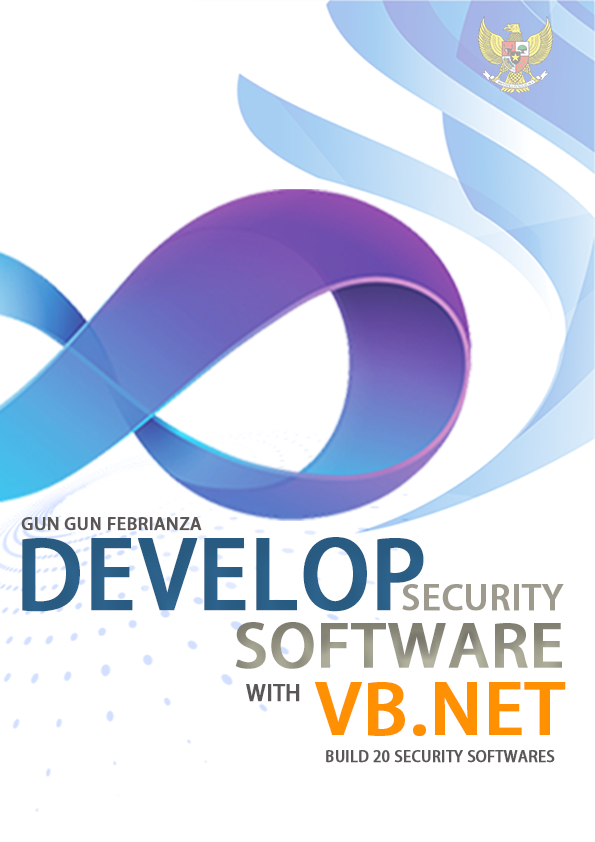 GUN GUN FEBRIANZA
DEVELOP SECURITY
SOFTWARE
WITH VB.NET
BUILD 20 SECURITY SOFTWARES